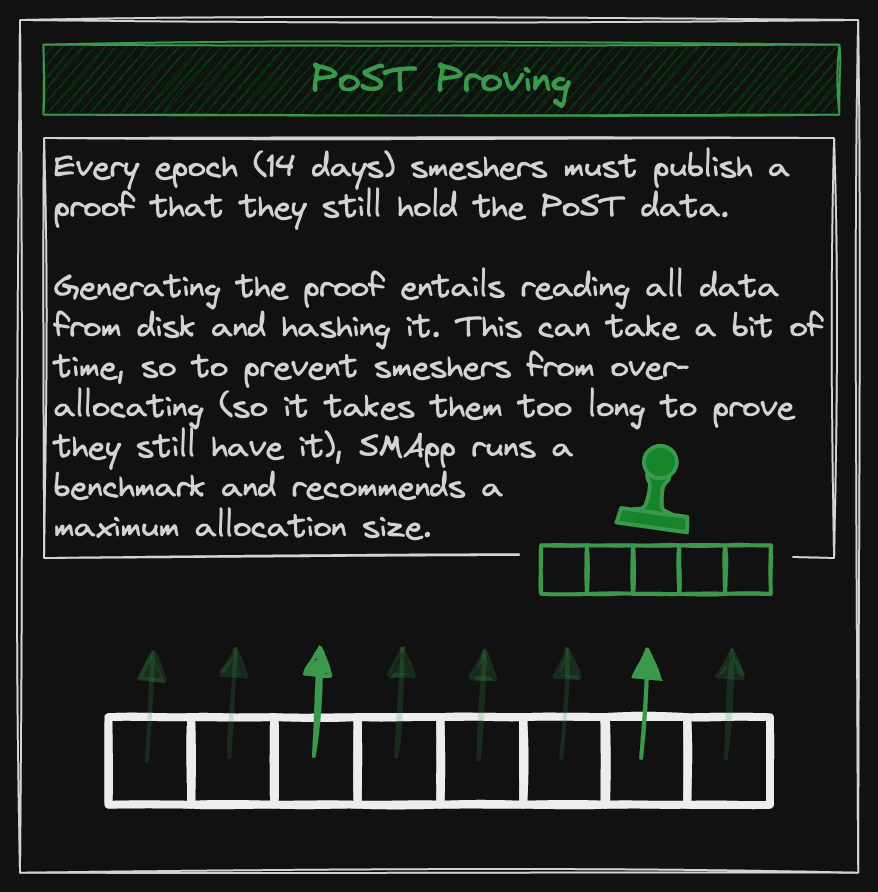 PoST Proving
Every epoch (14 days) smeshers must publish a
proof that they still hold the PoST data.
Generating the proof entails reading all data
from disk and hashing it. This can take a bit of
time, so to prevent smeshers from over-
allocating (so it takes them too long to prove
they still have it), SMApp runs a
benchmark and recommends a
maximum allocation size.